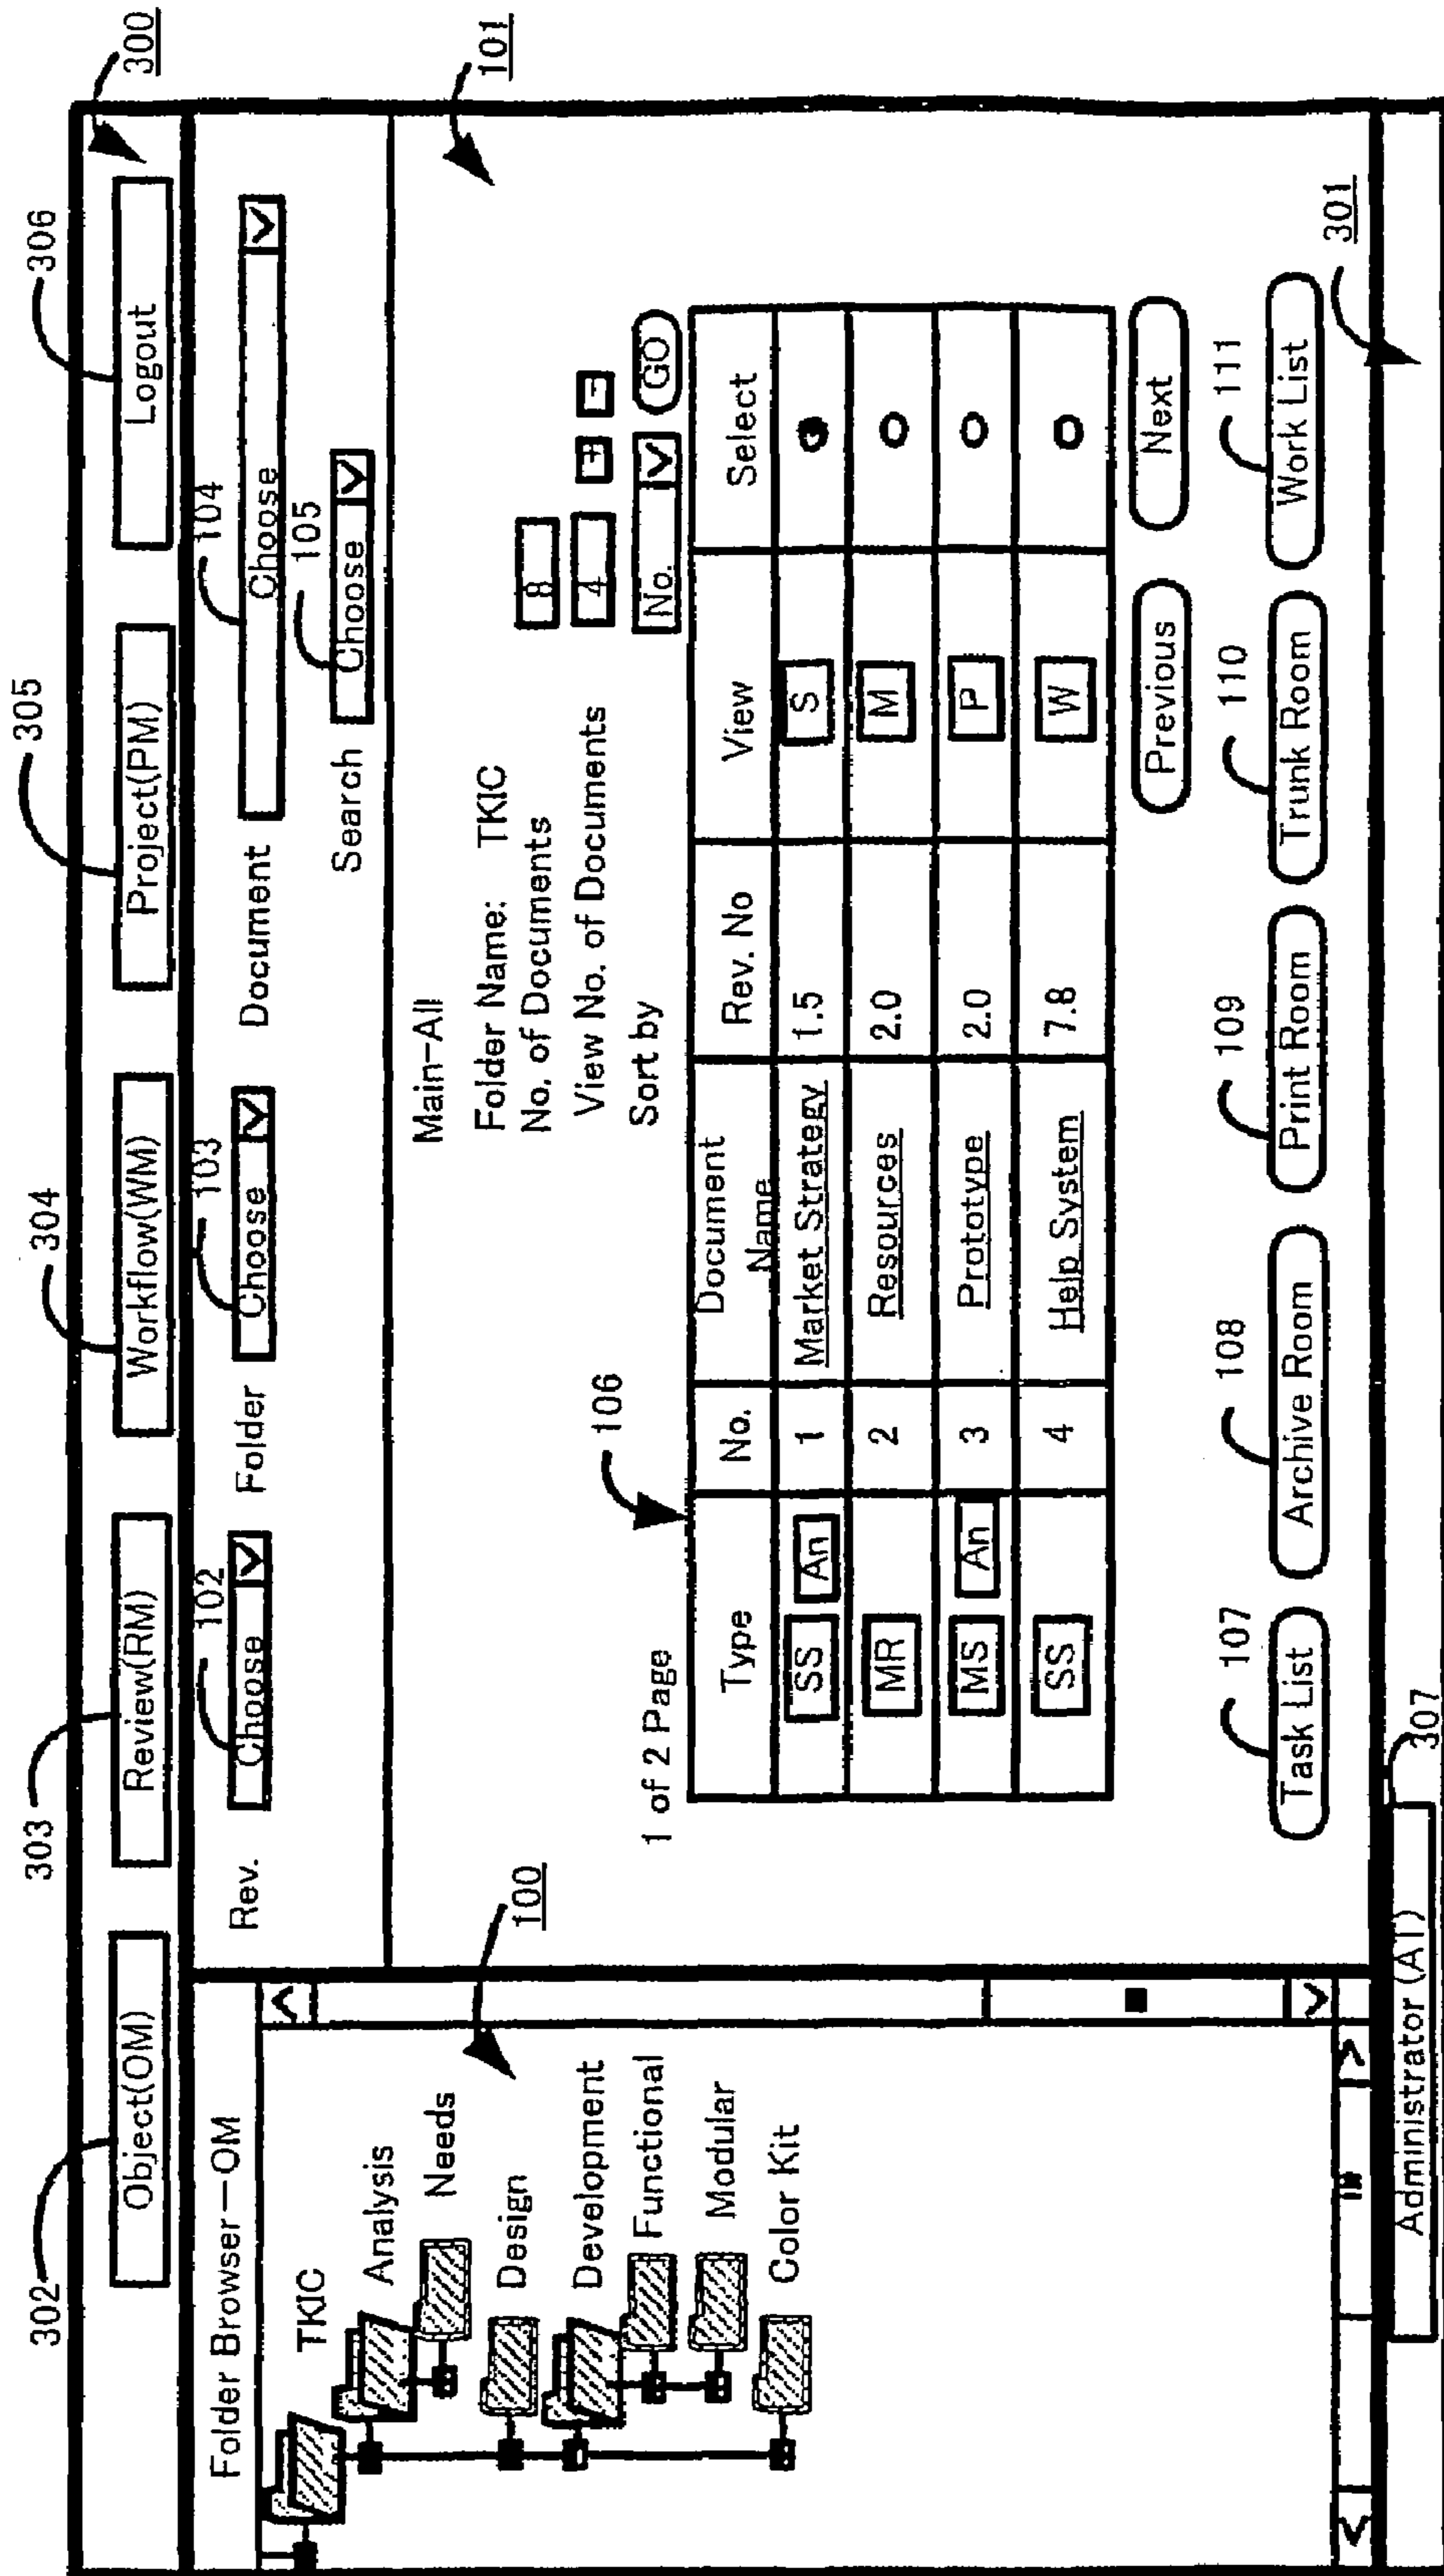 302 303 304 305 306 300
Object(OM) Review(RM) Workflow(WM) Project(PM) Logout
Folder Browser—OM
TKIC
Analysis
Needs
Design
Development
Functional
Modular
Color Kit
100
102 103 104
Rev. Choose Folder Choose Document Choose
105
Search Choose
101
Main-All
Folder Name: TKIC
No. of Documents 8
View No. of Documents 4 + -
1 of 2 Page 106 Sort by No. GO
Type No. Document Name Rev. No View Select
SS An 1 Market Strategy 1.5 S
MR 2 Resources 2.0 M
MS An 3 Prototype 2.0 P
SS 4 Help System 7.8 W
Previous Next
107 108 109 110 111
Task List Archive Room Print Room Trunk Room Work List
301
Administrator (AT) 307